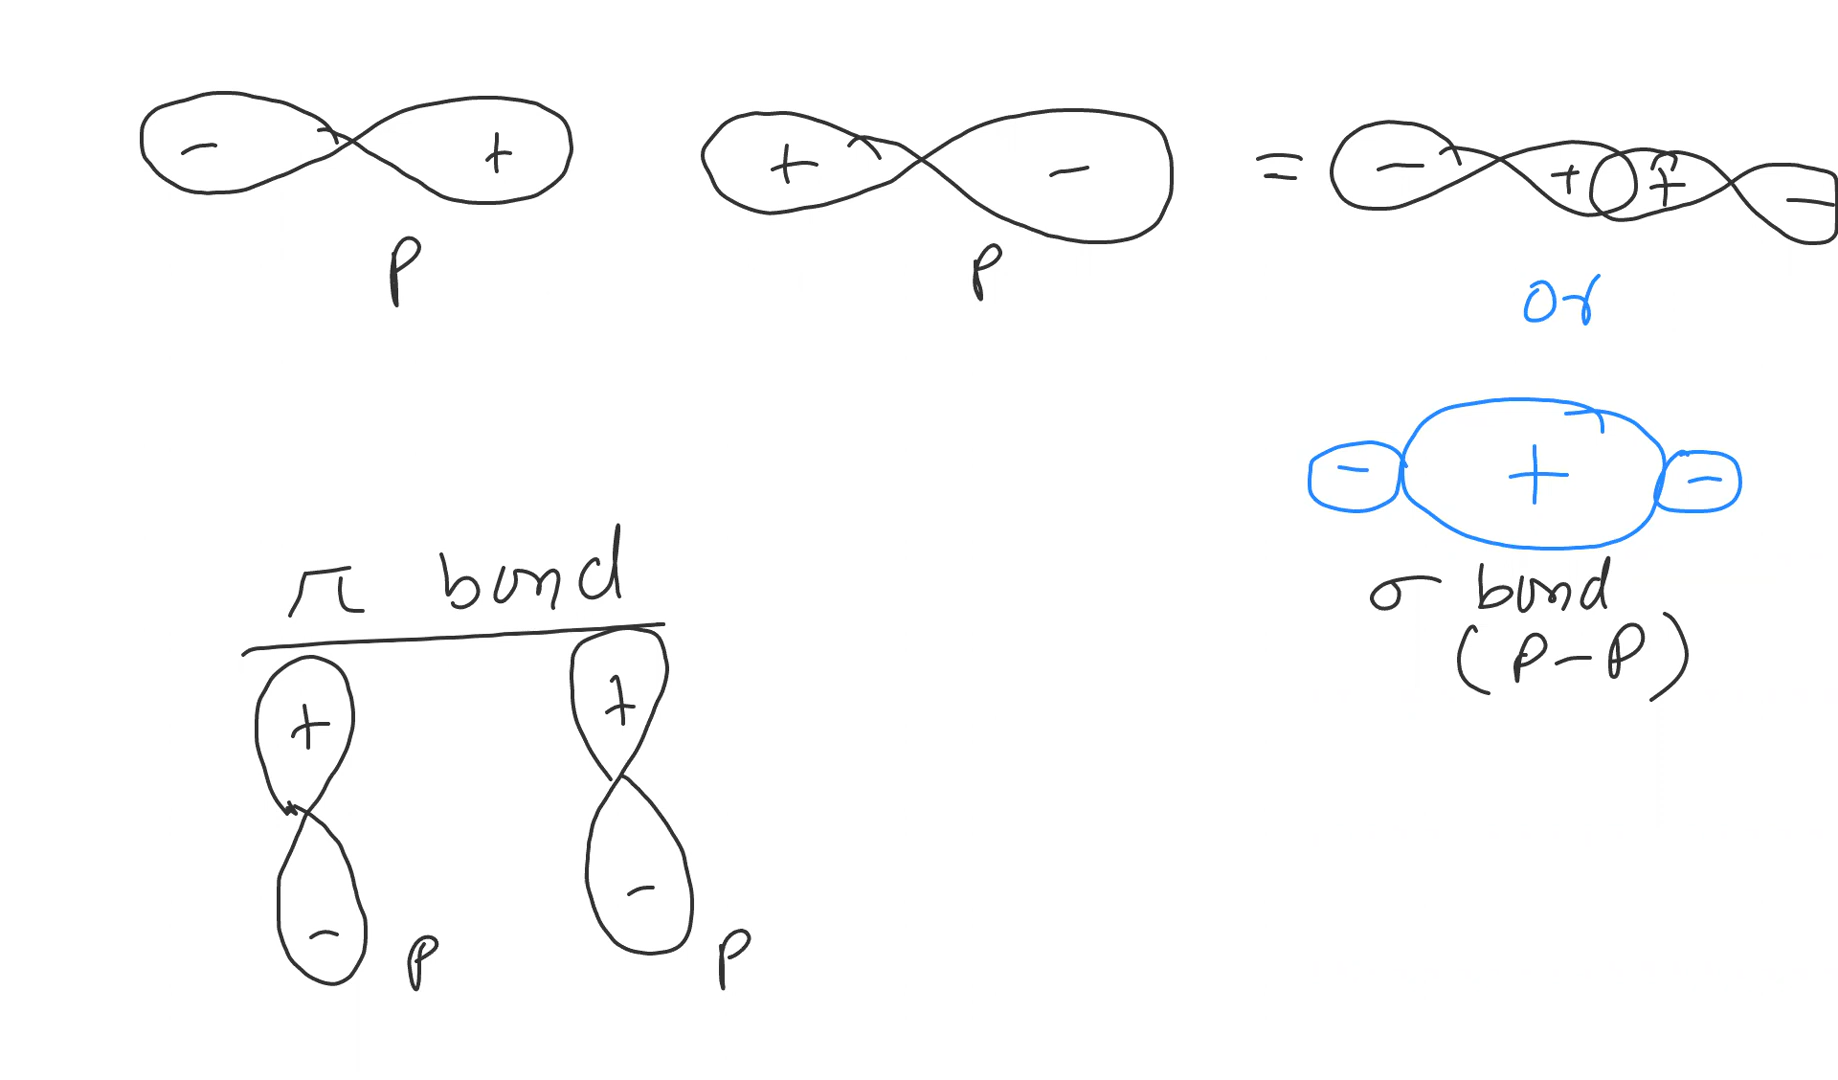 - + + - = - + + -
P P
or
- + -
σ bond
(P-P)
π bond
+ +
- -
P P